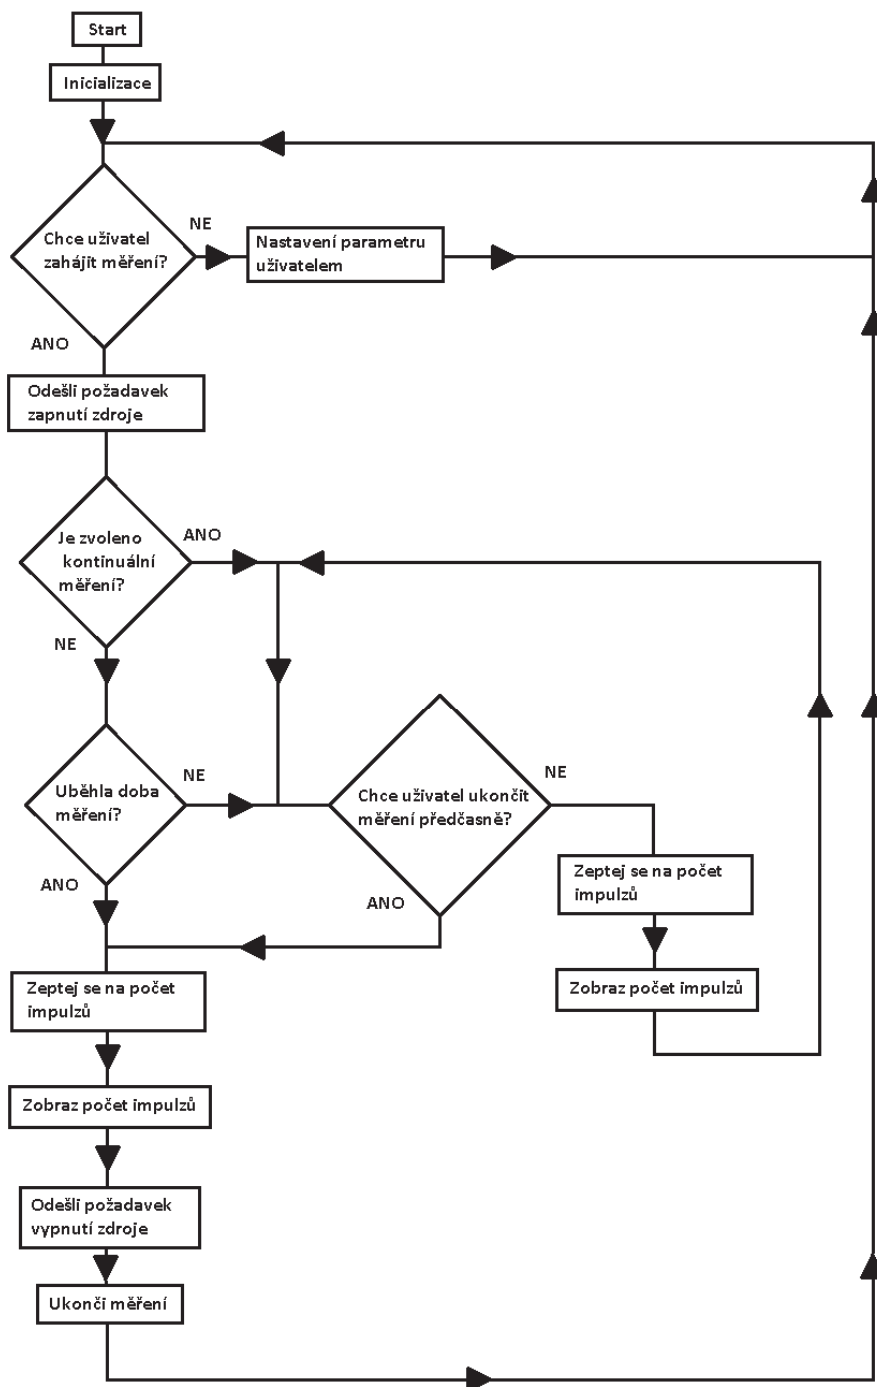 Start
Inicializace
Chce uživatel
zahájit měření?
NE
Nastavení parametru
uživatelem
ANO
Odešli požadavek
zapnutí zdroje
Je zvoleno
kontinuální
měření?
ANO
NE
Uběhla doba
měření?
NE
Chce uživatel ukončit
měření předčasně?
NE
ANO
ANO
Zeptej se na počet
impulzů
Zobraz počet impulzů
Zeptej se na počet
impulzů
Zobraz počet impulzů
Odešli požadavek
vypnutí zdroje
Ukonči měření